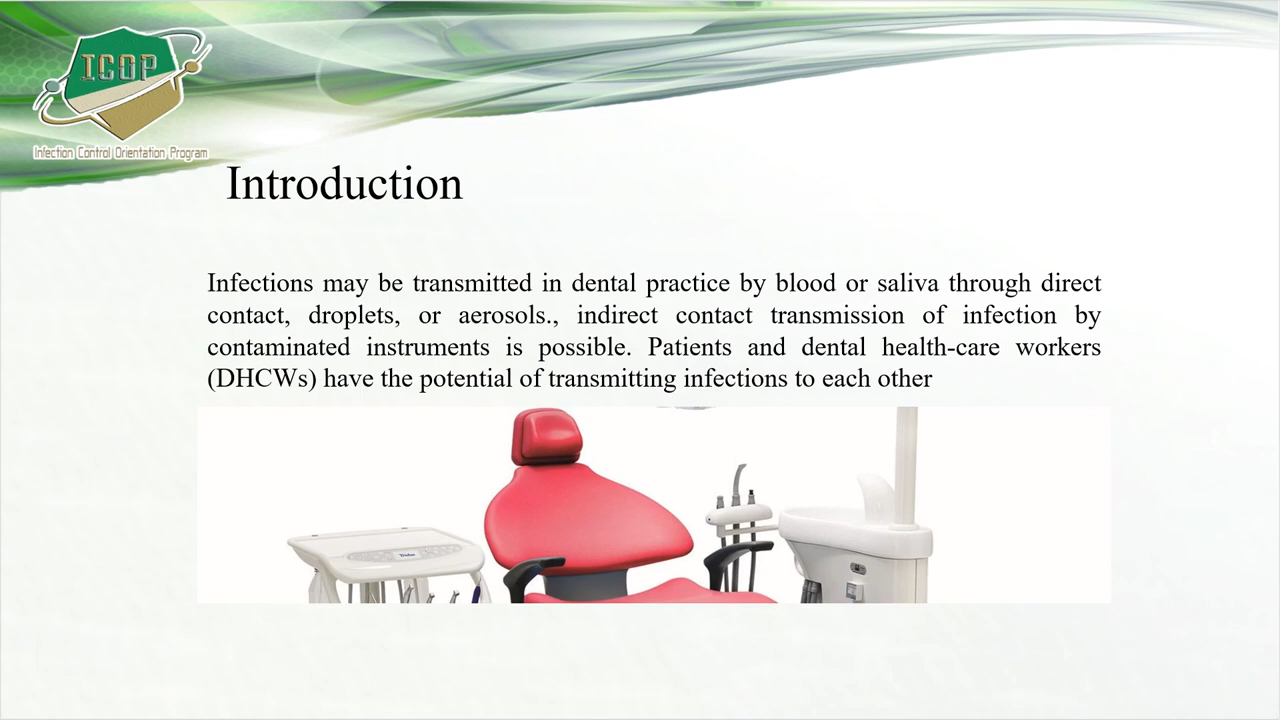 ICOP
Infection Control Orientation Program
Introduction
Infections may be transmitted in dental practice by blood or saliva through direct
contact, droplets, or aerosols., indirect contact transmission of infection by
contaminated instruments is possible. Patients and dental health-care workers
(DHCWs) have the potential of transmitting infections to each other